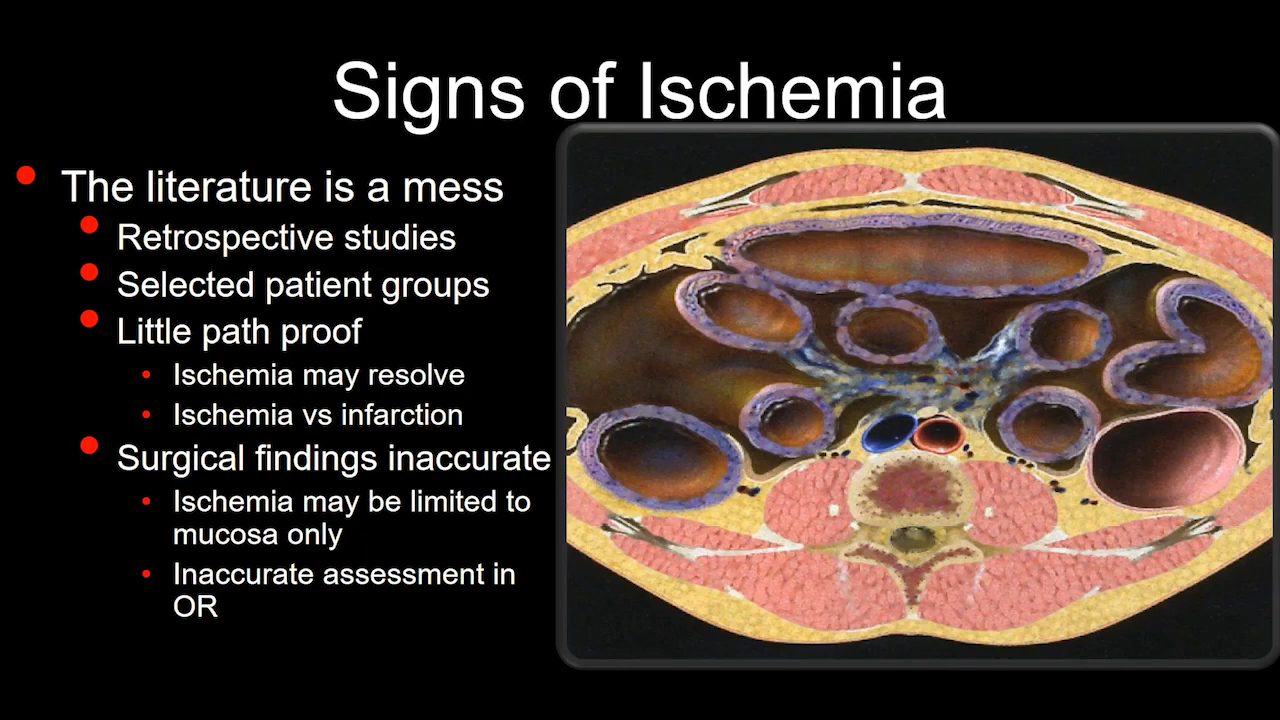 Signs of Ischemia
The literature is a mess
Retrospective studies
Selected patient groups
Little path proof
Ischemia may resolve
Ischemia vs infarction
Surgical findings inaccurate
Ischemia may be limited to
mucosa only
Inaccurate assessment in
OR